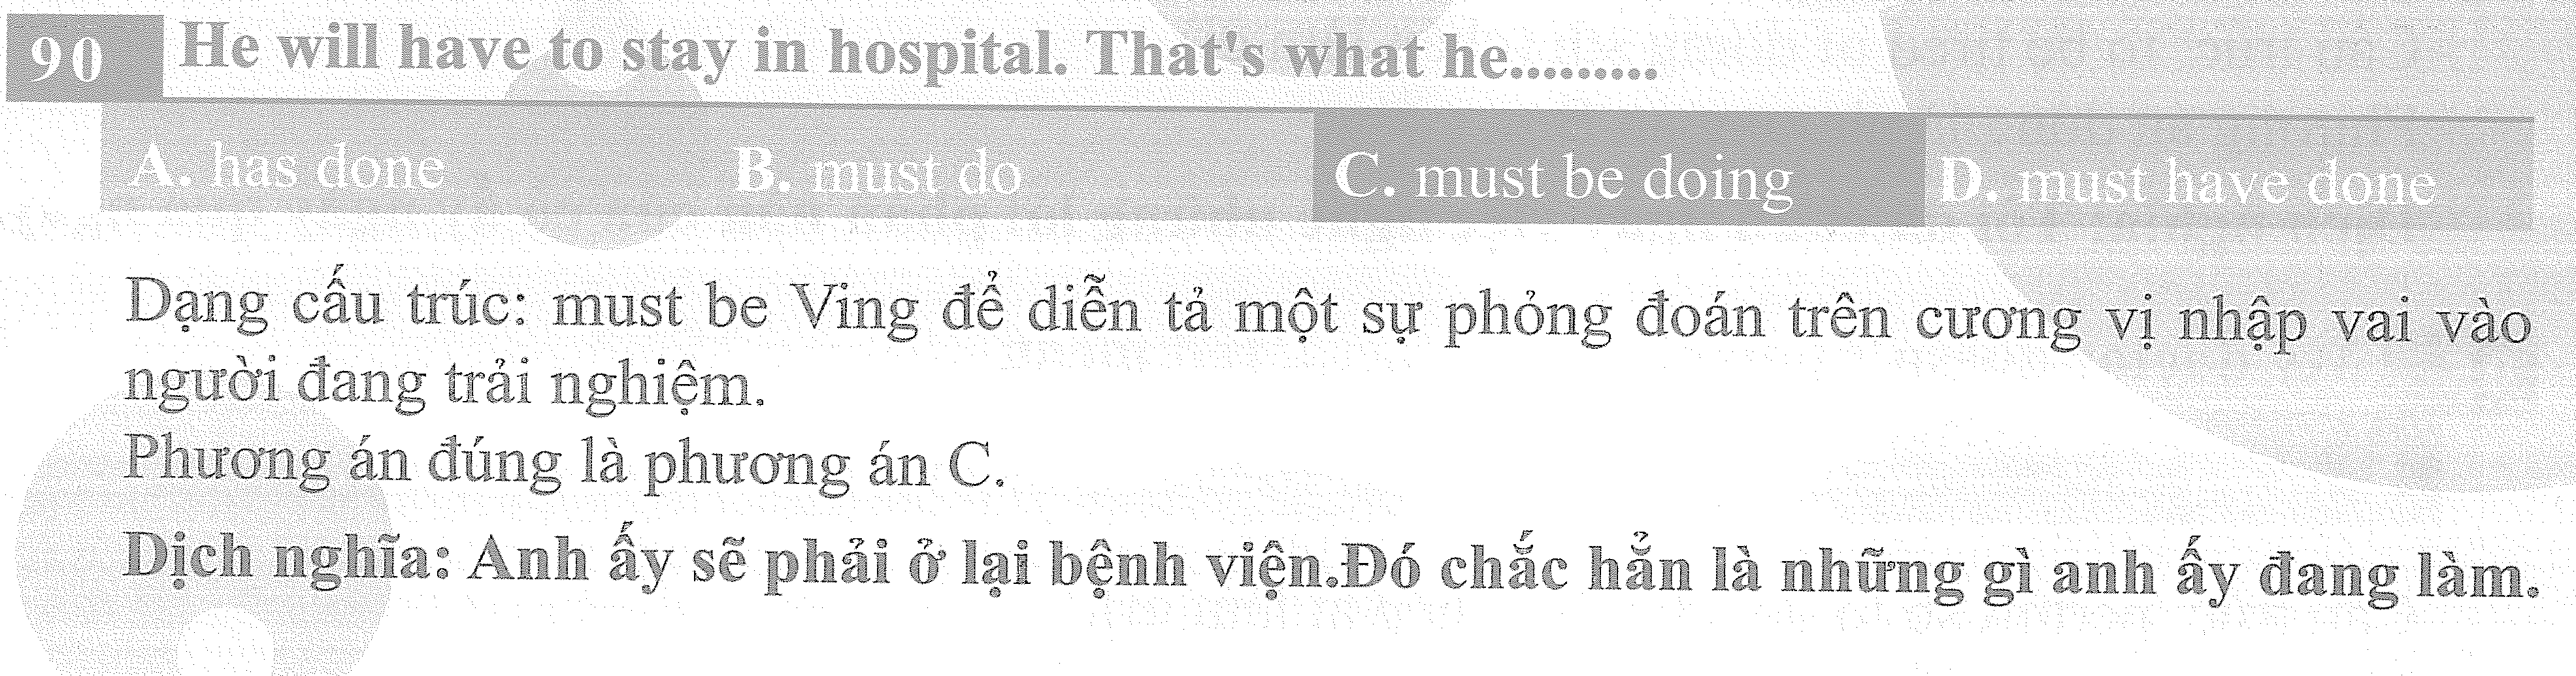 90 He will have to stay in hospital. That's what he.........
A. has done B. must do C. must be doing D. must have done
Dạng cấu trúc: must be Ving để diễn tả một sự phỏng đoán trên cương vị nhập vai vào
người đang trải nghiệm.
Phương án đúng là phương án C.
Dịch nghĩa: Anh ấy sẽ phải ở lại bệnh viện.Đó chắc hẳn là những gì anh ấy đang làm.